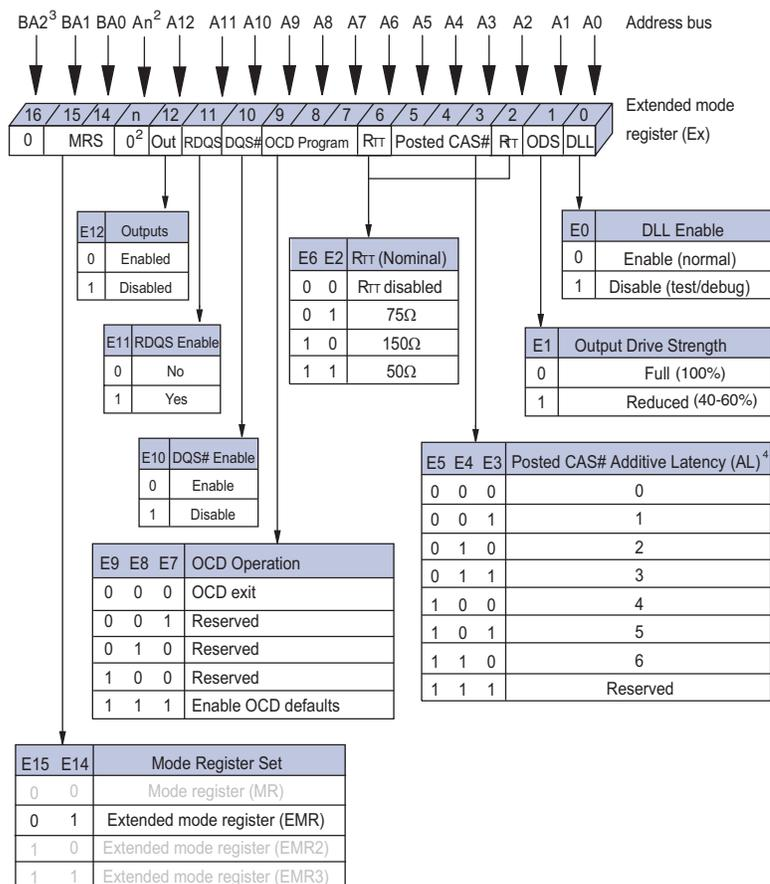 BA2³ BA1 BA0 An² A12 A11 A10 A9 A8 A7 A6 A5 A4 A3 A2 A1 A0 Address bus
16 15 14 n 12 11 10 9 8 7 6 5 4 3 2 1 0 Extended mode
register (Ex)
0 MRS 0² Out RDQS DQS# OCD Program RTT Posted CAS# RTT ODS DLL
E12 Outputs
0 Enabled
1 Disabled
E11 RDQS Enable
0 No
1 Yes
E10 DQS# Enable
0 Enable
1 Disable
E6 E2 RTT (Nominal)
0 0 RTT disabled
0 1 75Ω
1 0 150Ω
1 1 50Ω
E0 DLL Enable
0 Enable (normal)
1 Disable (test/debug)
E1 Output Drive Strength
0 Full (100%)
1 Reduced (40-60%)
E5 E4 E3 Posted CAS# Additive Latency (AL)⁴
0 0 0 0
0 0 1 1
0 1 0 2
0 1 1 3
1 0 0 4
1 0 1 5
1 1 0 6
1 1 1 Reserved
E9 E8 E7 OCD Operation
0 0 0 OCD exit
0 0 1 Reserved
0 1 0 Reserved
1 0 0 Reserved
1 1 1 Enable OCD defaults
E15 E14 Mode Register Set
0 0 Mode register (MR)
0 1 Extended mode register (EMR)
1 0 Extended mode register (EMR2)
1 1 Extended mode register (EMR3)